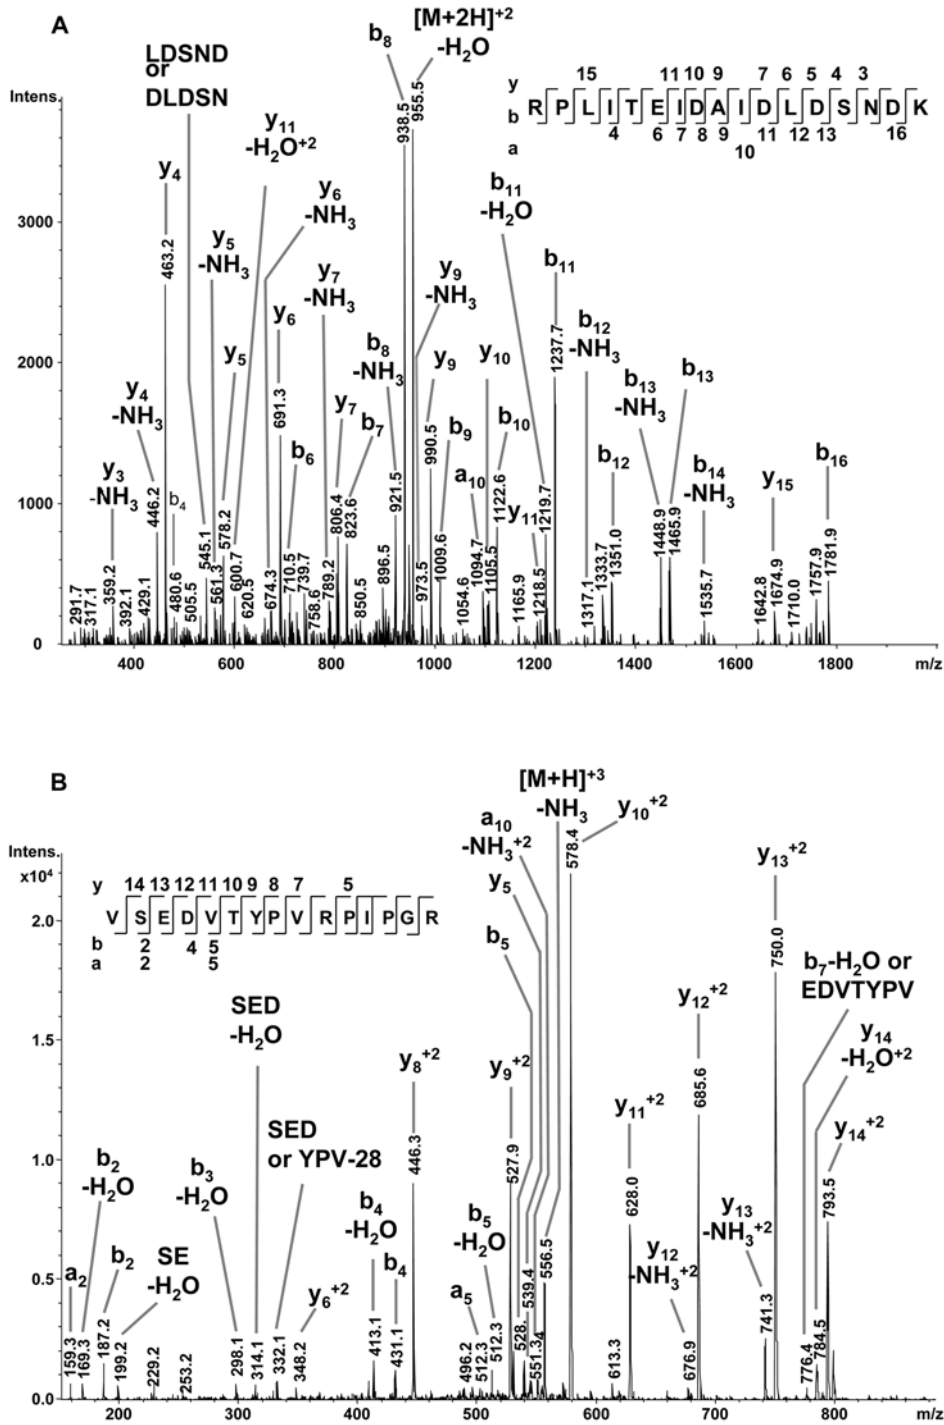 A
[M+2H]+2
-H2O
b8
LDSND
or
DLDSN
y11
-H2O+2
y4
y5
-NH3
y6
-NH3
y7
-NH3
y6
y5
y4
-NH3
y3
-NH3
b4
b6
y7
b7
b8
-NH3
y9
-NH3
y9
b9
a10
y10
b10
y11
b11
-H2O
b11
b12
-NH3
b12
b13
-NH3
b13
b14
-NH3
y15
b16
y 15 11 10 9 7 6 5 4 3
b R P L I T E I D A I D L D S N D K
4 6 7 8 9 11 12 13 16
a 10
Intens.
3000
2000
1000
0
291.7 317.1 359.2 392.1 429.1 446.2 463.2 480.6 505.5 545.1 561.3 578.2 600.7 620.5 674.3 691.3 710.5 739.7 758.6 789.2 806.4 823.6 850.5 896.5 921.5 938.5 955.5 973.5 990.5 1009.6 1054.6 1094.7 1105.5 1122.6 1165.9 1218.5 1219.7 1237.7 1317.1 1333.7 1351.0 1448.9 1465.9 1535.7 1642.8 1674.9 1710.0 1757.9 1781.9
400 600 800 1000 1200 1400 1600 1800 m/z
B
[M+H]+3
-NH3
y10+2
a10
-NH3+2
y5
b5
y13+2
b7-H2O or
EDVTYPV
y14
-H2O+2
y14+2
y12+2
y11+2
y13
-NH3+2
y12
-NH3+2
y9+2
y8+2
SED
-H2O
SED
or YPV-28
b4
-H2O
b4
b5
-H2O
a5
y6+2
b3
-H2O
b2
-H2O
a2
b2
SE
-H2O
y 14 13 12 11 10 9 8 7 5
V S E D V T Y P V R P I P G R
b 2 4 5
a 2 5
Intens.
x10^4
2.0
1.5
1.0
0.5
0.0
159.3 169.3 187.2 199.2 229.2 253.2 298.1 314.1 332.1 348.2 413.1 431.1 446.3 496.2 512.3 512.3 527.9 528. 539.4 551.3 .4 556.5 578.4 613.3 628.0 676.9 685.6 741.3 750.0 776.4 784.5 793.5
200 300 400 500 600 700 800 m/z